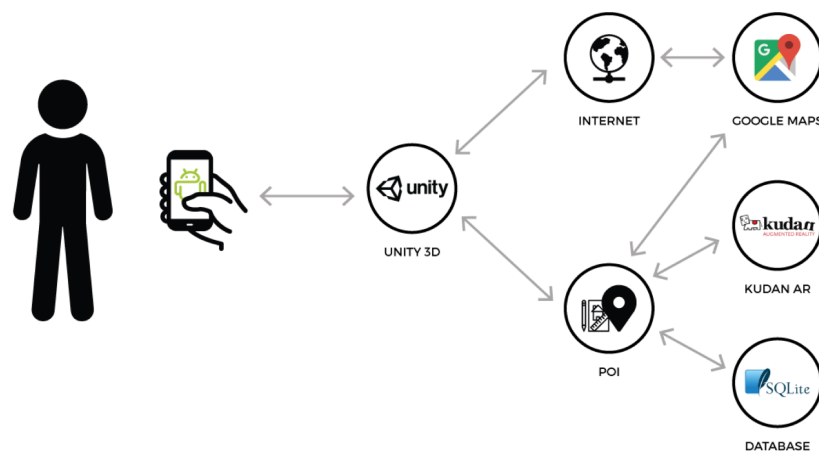 INTERNET
G
GOOGLE MAPS
unity
UNITY 3D
kudan
AUGMENTED REALITY
KUDAN AR
POI
SQLite
DATABASE